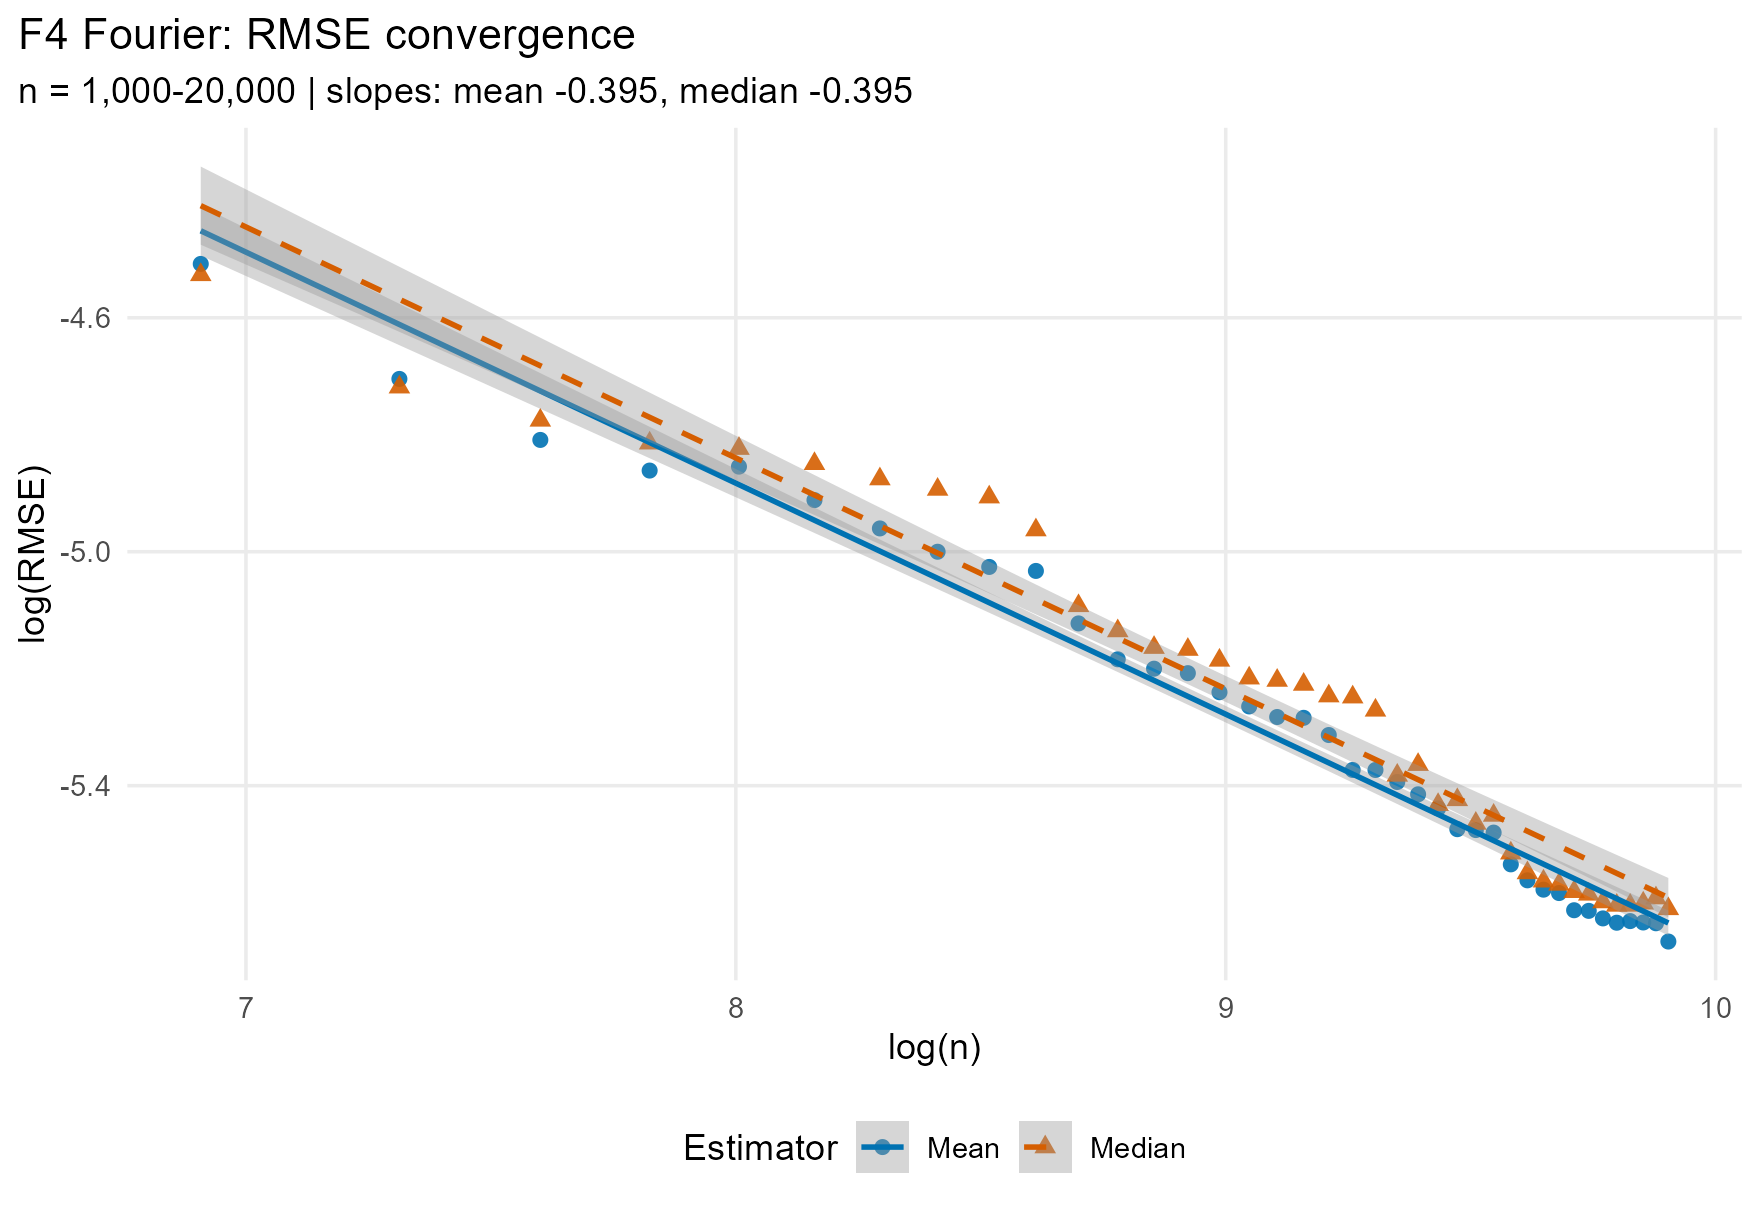 F4 Fourier: RMSE convergence
n = 1,000-20,000 | slopes: mean -0.395, median -0.395
log(RMSE)
-4.6
-5.0
-5.4
7 8 9 10
log(n)
Estimator Mean Median